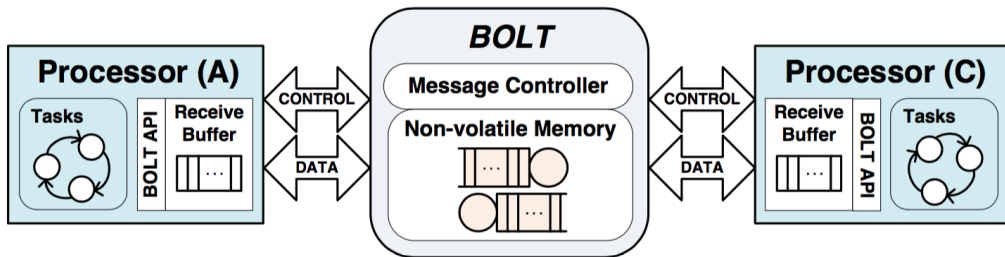 BOLT
Processor (A)
Tasks
BOLT API
Receive
Buffer
...
CONTROL
DATA
Message Controller
Non-volatile Memory
...
...
CONTROL
DATA
Processor (C)
Receive
Buffer
...
BOLT API
Tasks